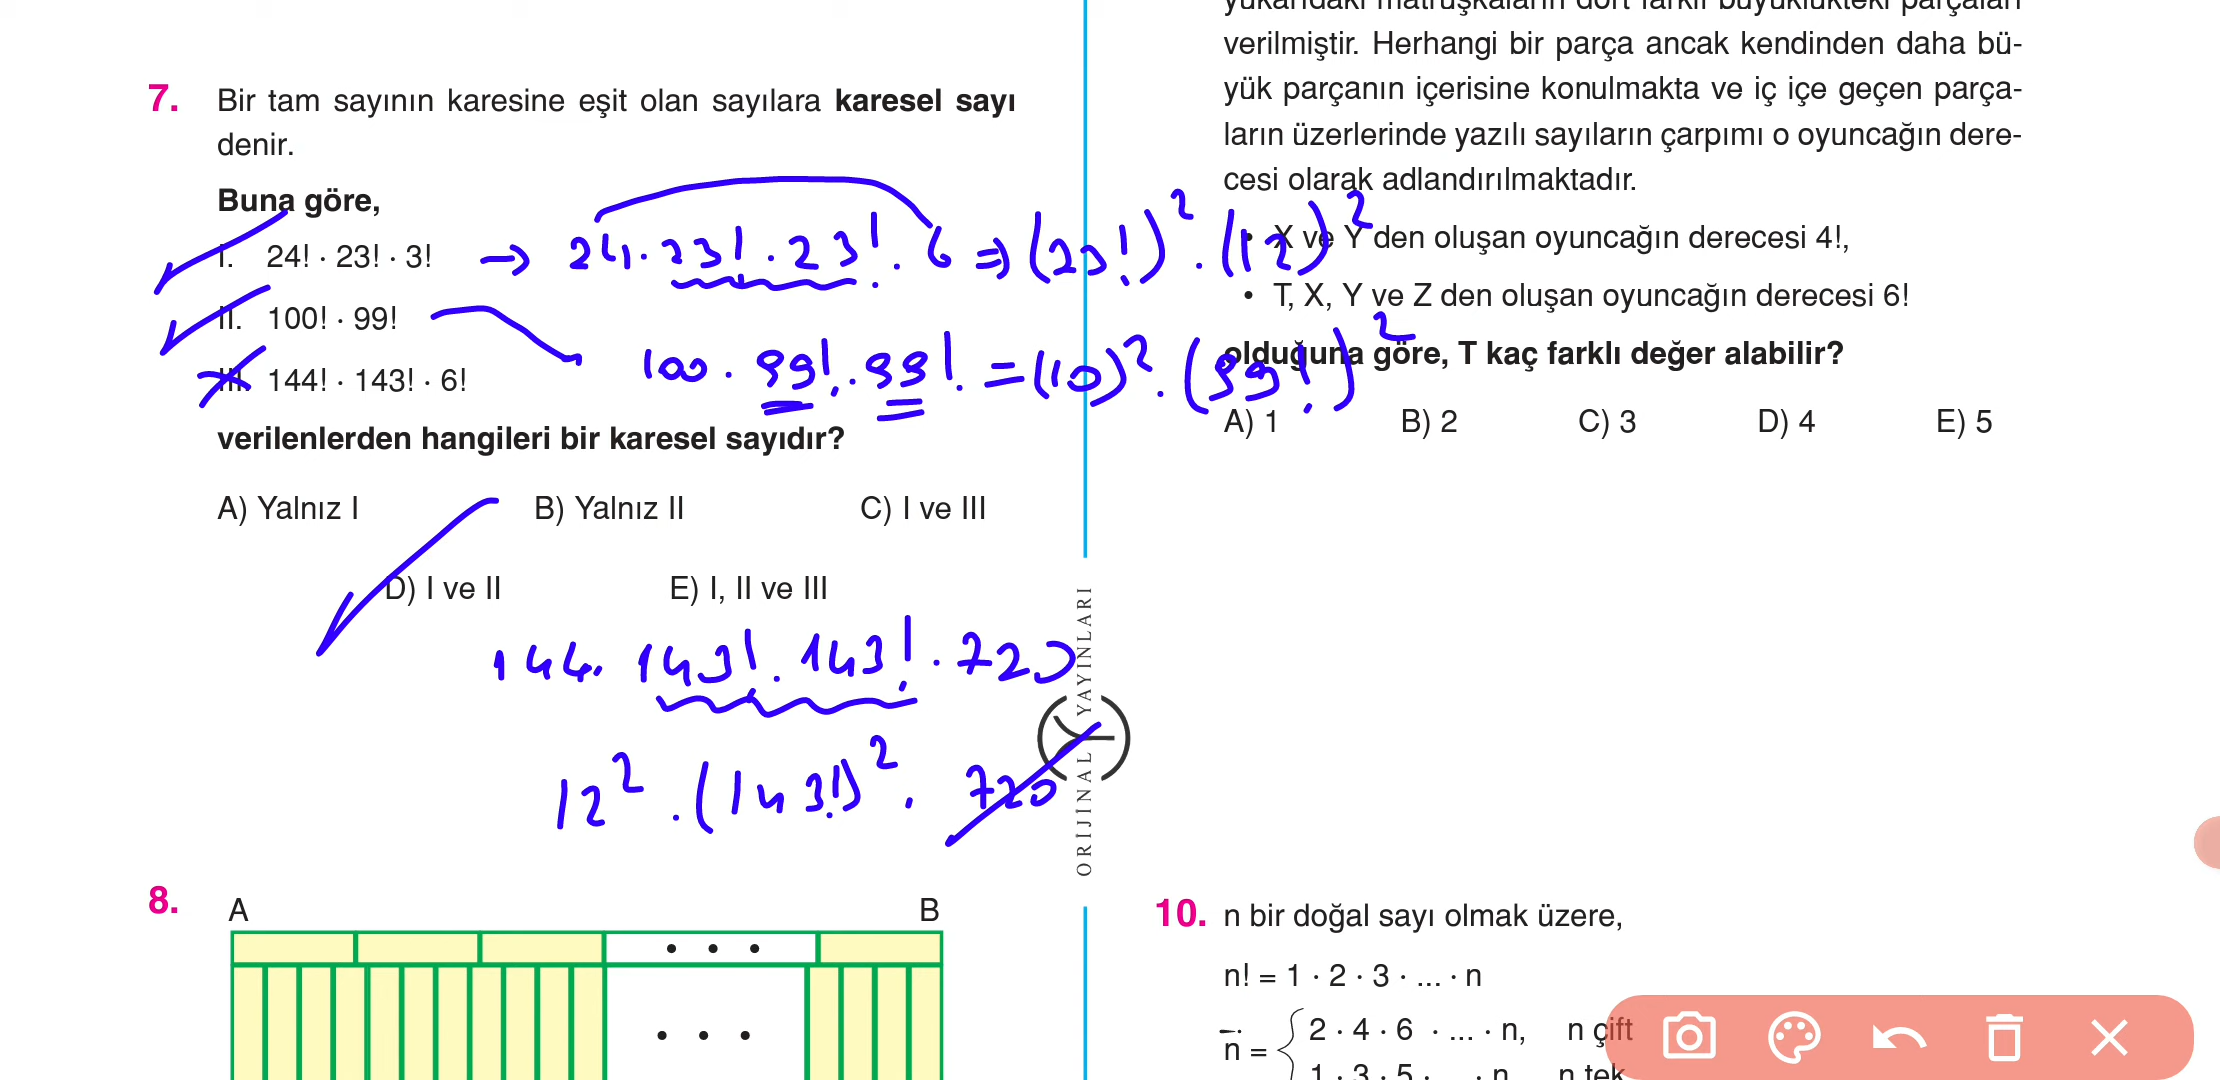 7. Bir tam sayının karesine eşit olan sayılara karesel sayı
denir.
Buna göre,
I. 24! · 23! · 3!
→ 24 · 23! · 23! · 6 ⇒ (23!)² · (12)²
II. 100! · 99!
100 · 99! · 99! = (10)² · (99!)²
III. 144! · 143! · 6!
verilenlerden hangileri bir karesel sayıdır?
A) Yalnız I B) Yalnız II C) I ve III
D) I ve II E) I, II ve III
144 · 143! · 143! · 720
12² · (143!)² · 720
8.
A B
• • •
• • •
ORİJİNAL YAYINLARI
yukarıdaki matruşkaların dört farklı büyüklükteki parçaları
verilmiştir. Herhangi bir parça ancak kendinden daha bü-
yük parçanın içerisine konulmakta ve iç içe geçen parça-
ların üzerlerinde yazılı sayıların çarpımı o oyuncağın dere-
cesi olarak adlandırılmaktadır.
• X ve Y den oluşan oyuncağın derecesi 4!,
• T, X, Y ve Z den oluşan oyuncağın derecesi 6!
olduğuna göre, T kaç farklı değer alabilir?
A) 1 B) 2 C) 3 D) 4 E) 5
10. n bir doğal sayı olmak üzere,
n! = 1 · 2 · 3 · ... · n
n = { 2 · 4 · 6 · ... · n, n çift
1 · 3 · 5 · ... · n n tek